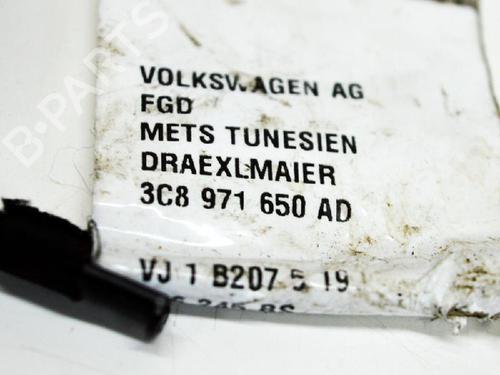 B-PARTS
VOLKSWAGEN AG
FGD
METS TUNESIEN
DRAEXLMAIER
3C8 971 650 AD
VJ 1 B207 5 19